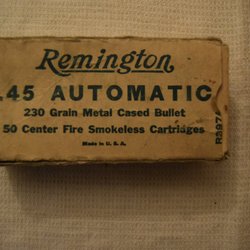 Remington
.45 AUTOMATIC
230 Grain Metal Cased Bullet
50 Center Fire Smokeless Cartridges
Made in U. S. A.
R297